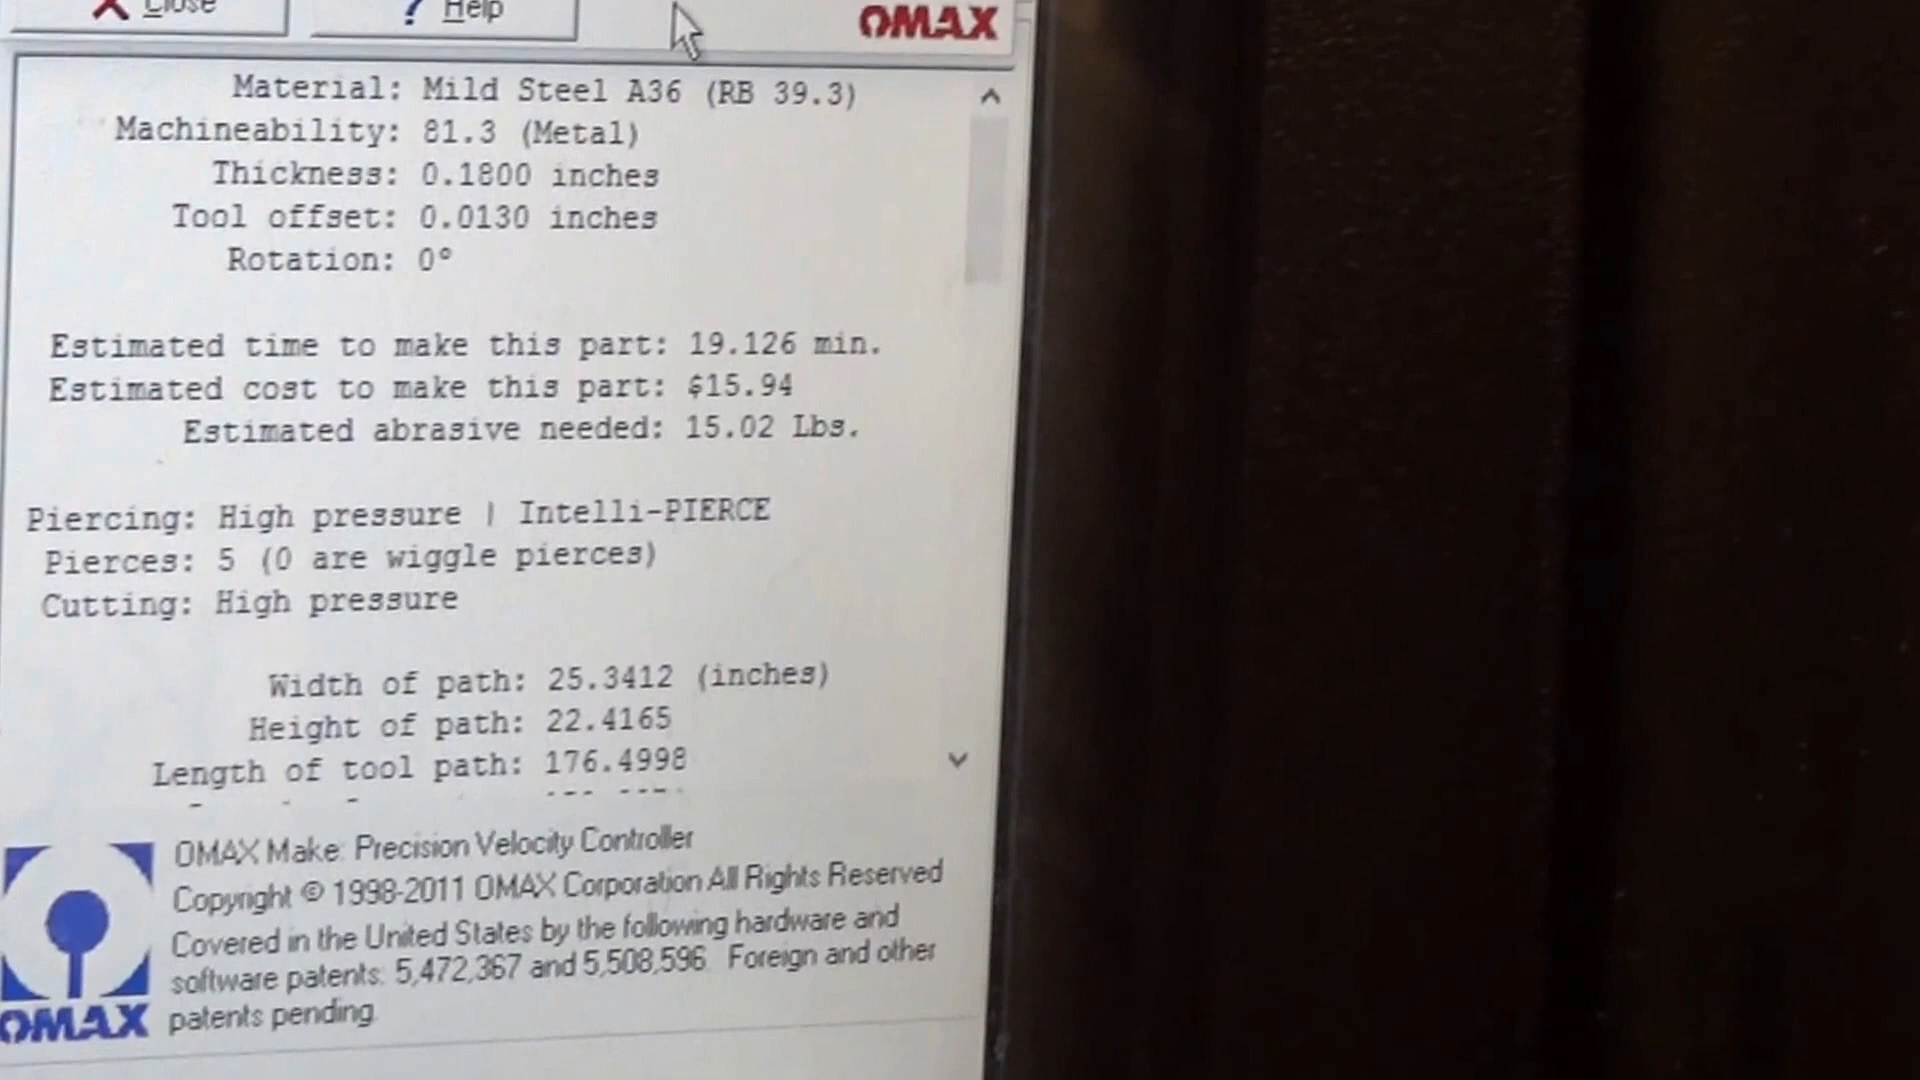 Close Help OMAX
Material: Mild Steel A36 (RB 39.3)
Machineability: 81.3 (Metal)
Thickness: 0.1800 inches
Tool offset: 0.0130 inches
Rotation: 0°
Estimated time to make this part: 19.126 min.
Estimated cost to make this part: $15.94
Estimated abrasive needed: 15.02 Lbs.
Piercing: High pressure | Intelli-PIERCE
Pierces: 5 (0 are wiggle pierces)
Cutting: High pressure
Width of path: 25.3412 (inches)
Height of path: 22.4165
Length of tool path: 176.4998
OMAX Make: Precision Velocity Controller
Copyright © 1998-2011 OMAX Corporation All Rights Reserved
Covered in the United States by the following hardware and
software patents: 5,472,367 and 5,508,596 Foreign and other
patents pending.
OMAX